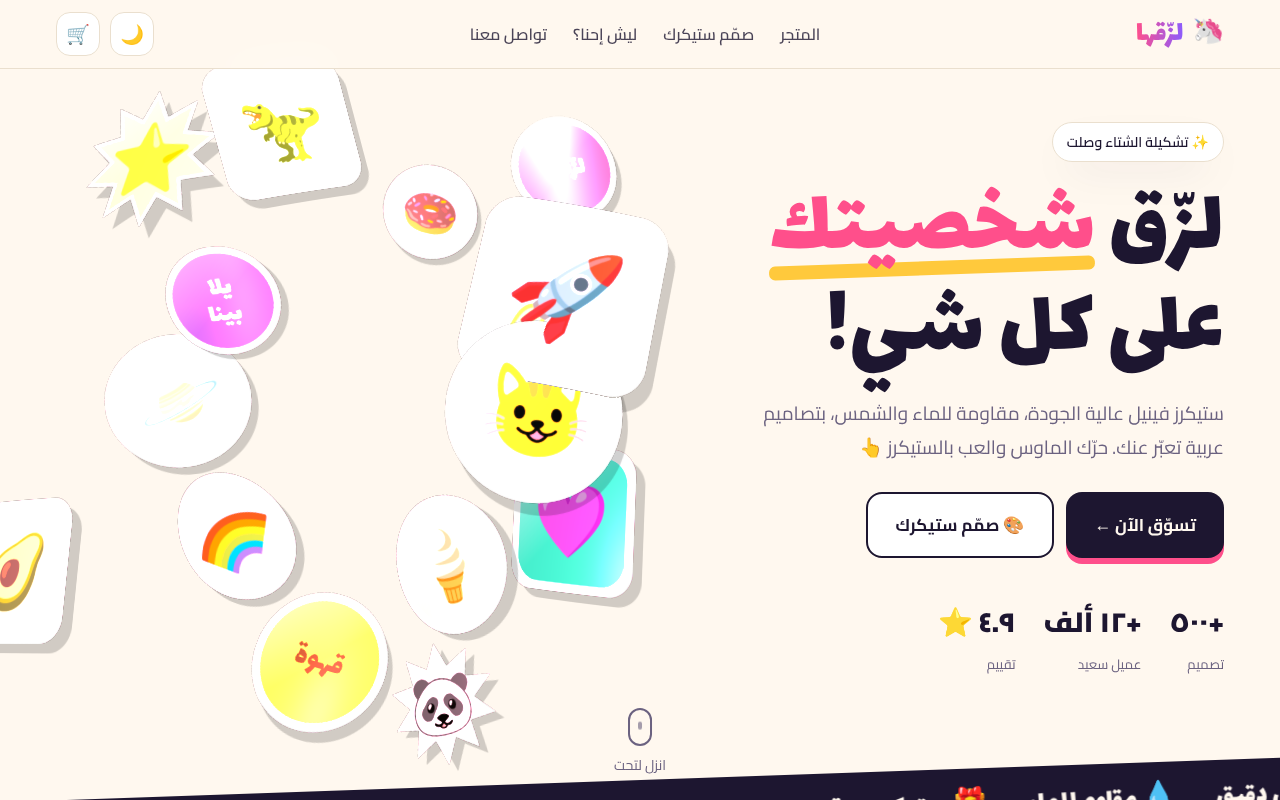 لزّقها
المتجر
صمّم ستيكرك
ليش إحنا؟
تواصل معنا
✨ تشكيلة الشتاء وصلت
لزّق شخصيتك
على كل شي!
ستيكرز فينيل عالية الجودة، مقاومة للماء والشمس، بتصاميم
عربية تعبّر عنك. حرّك الماوس والعب بالستيكرز 👆
تسوّق الآن ←
🎨 صمّم ستيكرك
+٥٠٠
تصميم
+١٢ ألف
عميل سعيد
٤.٩ ⭐
تقييم
يلا
بينا
قهوة
انزل لتحت